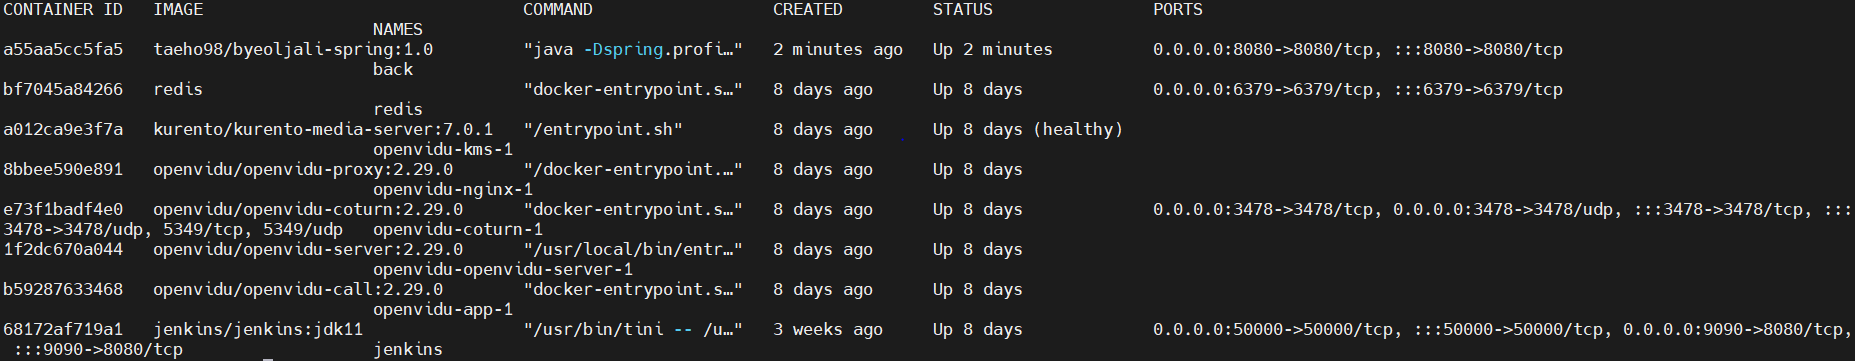 CONTAINER ID   IMAGE                                COMMAND                  CREATED         STATUS                PORTS
                                     NAMES
a55aa5cc5fa5   taeho98/byeoljali-spring:1.0         "java -Dspring.profi…"   2 minutes ago   Up 2 minutes          0.0.0.0:8080->8080/tcp, :::8080->8080/tcp
                                     back
bf7045a84266   redis                                "docker-entrypoint.s…"   8 days ago      Up 8 days             0.0.0.0:6379->6379/tcp, :::6379->6379/tcp
                                     redis
a012ca9e3f7a   kurento/kurento-media-server:7.0.1   "/entrypoint.sh"         8 days ago      Up 8 days (healthy)
                                     openvidu-kms-1
8bbee590e891   openvidu/openvidu-proxy:2.29.0       "/docker-entrypoint.…"   8 days ago      Up 8 days
                                     openvidu-nginx-1
e73f1badf4e0   openvidu/openvidu-coturn:2.29.0      "docker-entrypoint.s…"   8 days ago      Up 8 days             0.0.0.0:3478->3478/tcp, 0.0.0.0:3478->3478/udp, :::3478->3478/tcp, :::
3478->3478/udp, 5349/tcp, 5349/udp   openvidu-coturn-1
1f2dc670a044   openvidu/openvidu-server:2.29.0      "/usr/local/bin/entr…"   8 days ago      Up 8 days
                                     openvidu-openvidu-server-1
b59287633468   openvidu/openvidu-call:2.29.0        "docker-entrypoint.s…"   8 days ago      Up 8 days
                                     openvidu-app-1
68172af719a1   jenkins/jenkins:jdk11                "/usr/bin/tini -- /u…"   3 weeks ago     Up 8 days             0.0.0.0:50000->50000/tcp, :::50000->50000/tcp, 0.0.0.0:9090->8080/tcp,
 :::9090->8080/tcp                   jenkins